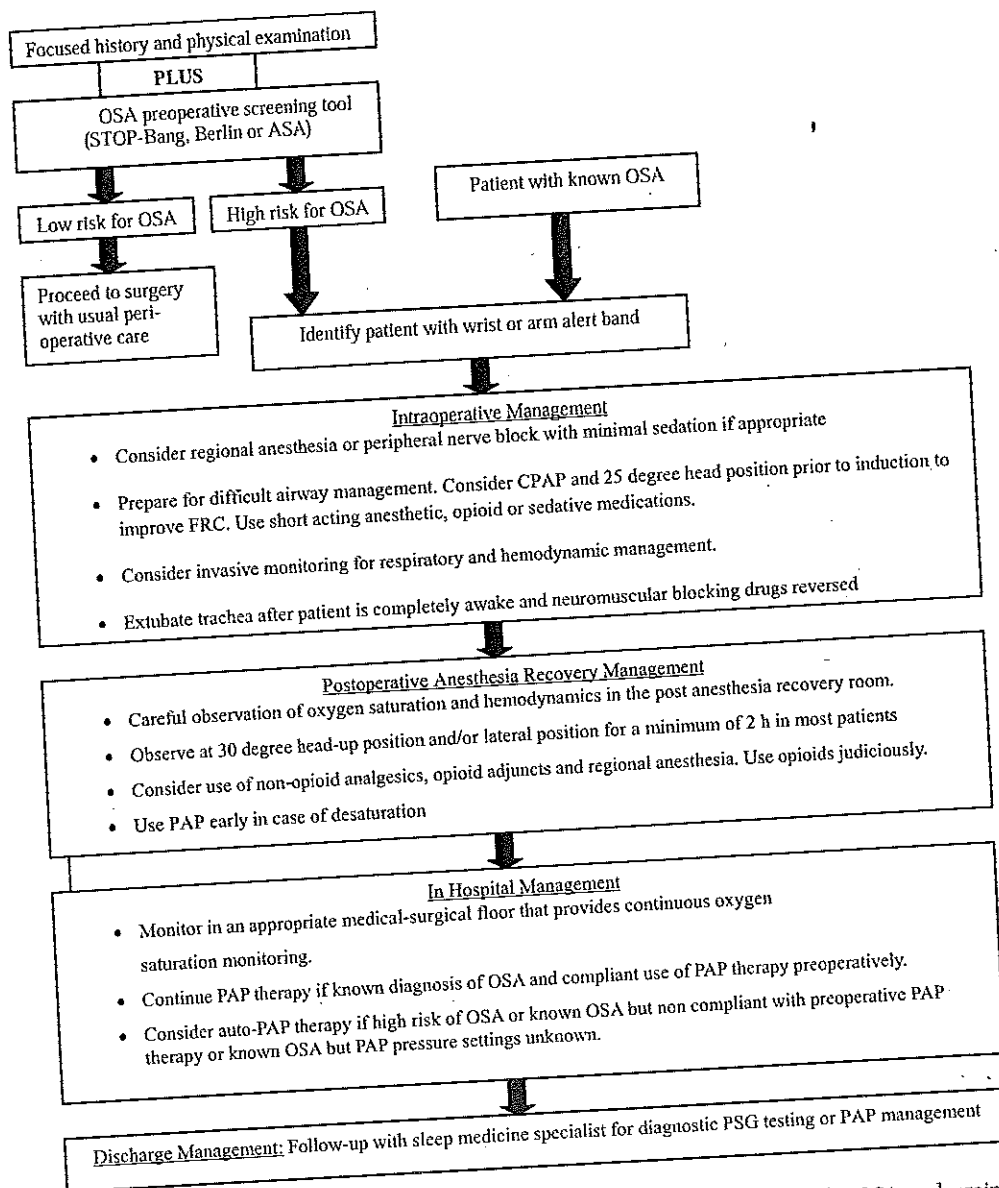 Focused history and physical examination
PLUS
OSA preoperative screening tool
(STOP-Bang, Berlin or ASA)
Patient with known OSA
Low risk for OSA
High risk for OSA
Proceed to surgery
with usual peri-
operative care
Identify patient with wrist or arm alert band
Intraoperative Management
• Consider regional anesthesia or peripheral nerve block with minimal sedation if appropriate
• Prepare for difficult airway management. Consider CPAP and 25 degree head position prior to induction to
improve FRC. Use short acting anesthetic, opioid or sedative medications.
• Consider invasive monitoring for respiratory and hemodynamic management.
• Extubate trachea after patient is completely awake and neuromuscular blocking drugs reversed
Postoperative Anesthesia Recovery Management
• Careful observation of oxygen saturation and hemodynamics in the post anesthesia recovery room.
• Observe at 30 degree head-up position and/or lateral position for a minimum of 2 h in most patients
• Consider use of non-opioid analgesics, opioid adjuncts and regional anesthesia. Use opioids judiciously.
• Use PAP early in case of desaturation
In Hospital Management
• Monitor in an appropriate medical-surgical floor that provides continuous oxygen
saturation monitoring.
• Continue PAP therapy if known diagnosis of OSA and compliant use of PAP therapy preoperatively.
• Consider auto-PAP therapy if high risk of OSA or known OSA but non compliant with preoperative PAP
therapy or known OSA but PAP pressure settings unknown.
Discharge Management: Follow-up with sleep medicine specialist for diagnostic PSG testing or PAP management